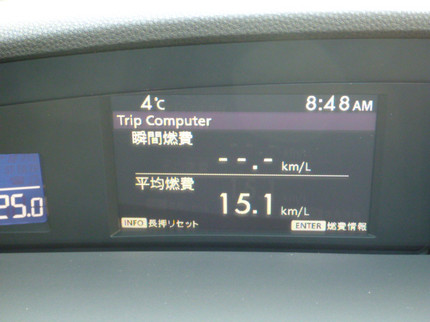 4℃ 8:48AM
Trip Computer
瞬間燃費
--.- km/L
平均燃費
15.1 km/L
25.0
INFO 長押リセット ENTER 燃費情報